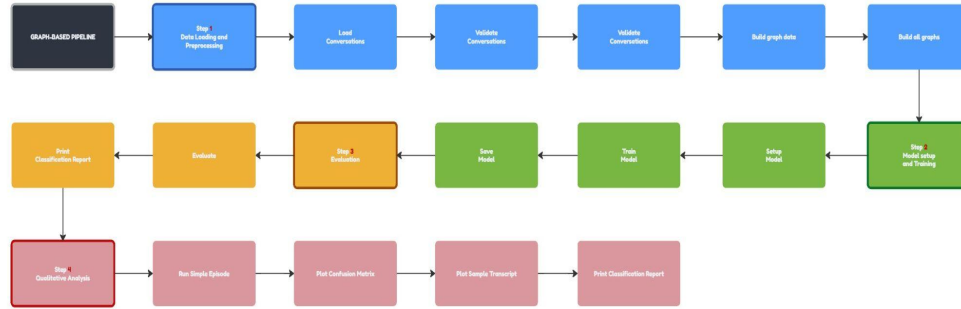 GRAPH-BASED PIPELINE
Step 1
Data Loading and
Preprocessing
Load
Conversations
Validate
Conversations
Validate
Conversations
Build graph data
Build all graphs
Print
Classification Report
Evaluate
Step 3
Evaluation
Save
Model
Train
Model
Setup
Model
Step 2
Model setup
and Training
Step 4
Qualitative Analysis
Run Simple Episode
Plot Confusion Matrix
Plot Sample Transcript
Print Classification Report